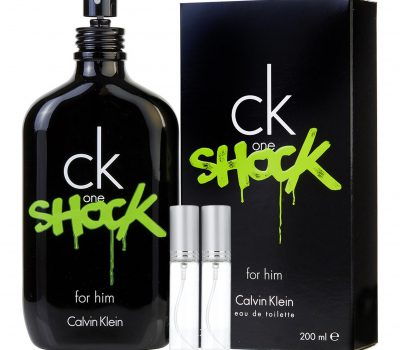 ck
one
SHOCK
for him
Calvin Klein
ck
one
SHOCK
for him
Calvin Klein
eau de toilette
200 ml e